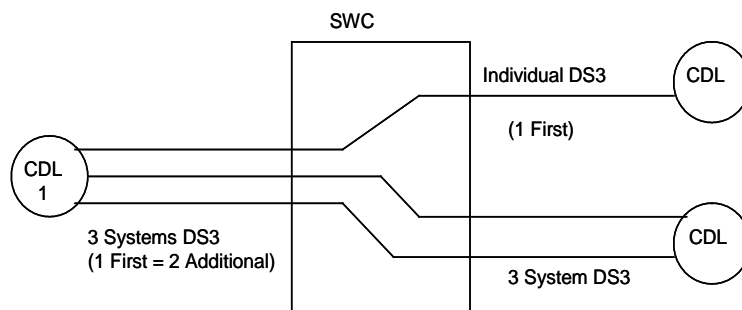 SWC
Individual DS3
CDL
(1 First)
CDL
1
3 Systems DS3
(1 First = 2 Additional)
CDL
3 System DS3